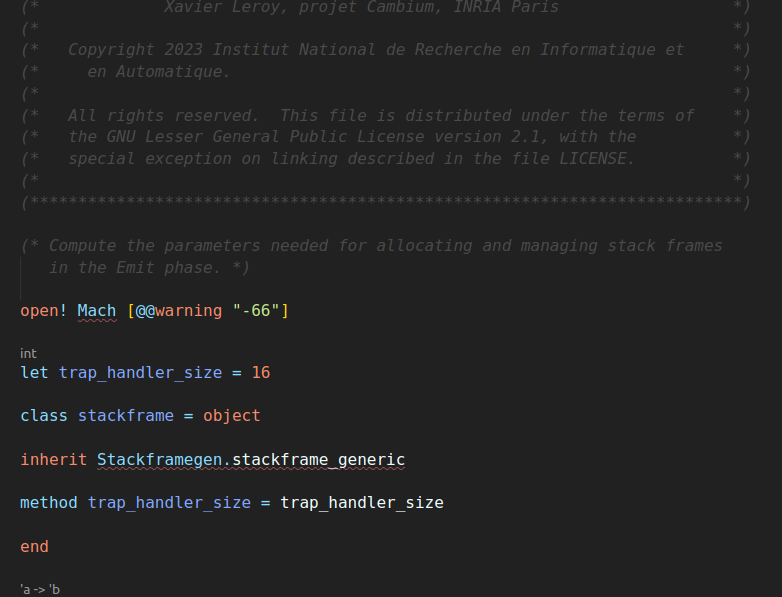 (* Xavier Leroy, projet Cambium, INRIA Paris *)
(* *)
(* Copyright 2023 Institut National de Recherche en Informatique et *)
(* en Automatique. *)
(* *)
(* All rights reserved. This file is distributed under the terms of *)
(* the GNU Lesser General Public License version 2.1, with the *)
(* special exception on linking described in the file LICENSE. *)
(* *)
(**************************************************************************)
(* Compute the parameters needed for allocating and managing stack frames
in the Emit phase. *)
open! Mach [@@warning "-66"]
int
let trap_handler_size = 16
class stackframe = object
inherit Stackframegen.stackframe_generic
method trap_handler_size = trap_handler_size
end
'a -> 'b